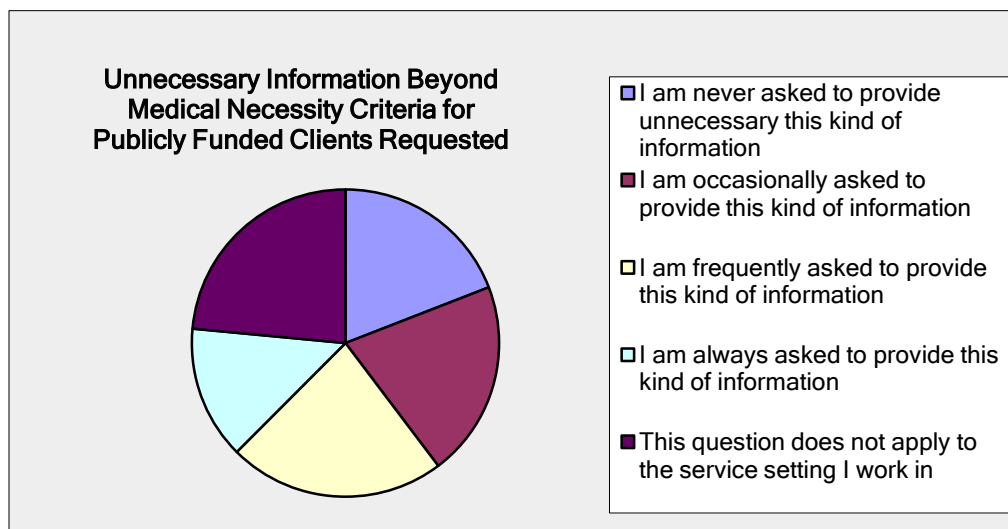 Unnecessary Information Beyond
Medical Necessity Criteria for
Publicly Funded Clients Requested
I am never asked to provide
unnecessary this kind of
information
I am occasionally asked to
provide this kind of information
I am frequently asked to provide
this kind of information
I am always asked to provide this
kind of information
This question does not apply to
the service setting I work in